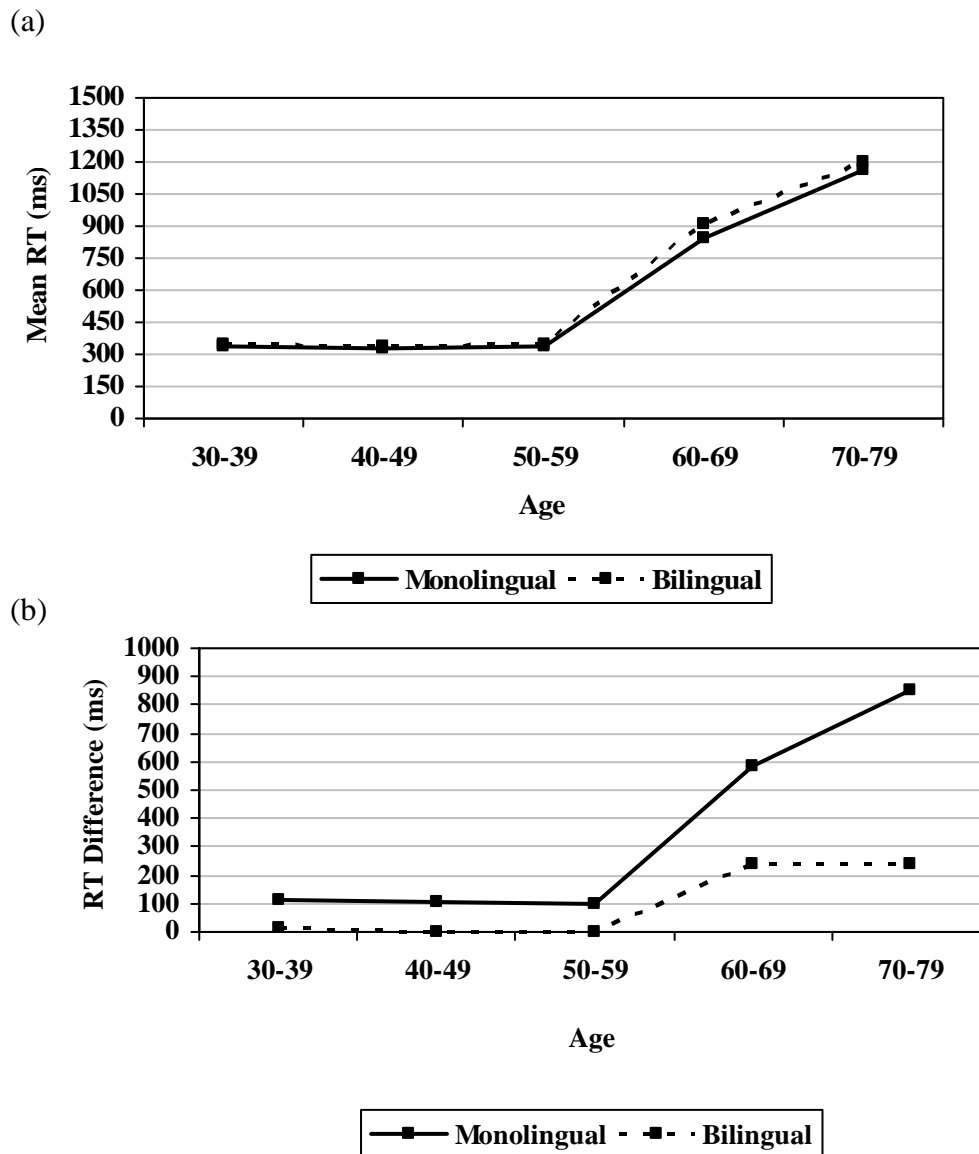 (a)
1500
1350
1200
1050
900
750
600
450
300
150
0
Mean RT (ms)
30-39 40-49 50-59 60-69 70-79
Age
Monolingual Bilingual
(b)
1000
900
800
700
600
500
400
300
200
100
0
RT Difference (ms)
30-39 40-49 50-59 60-69 70-79
Age
Monolingual Bilingual